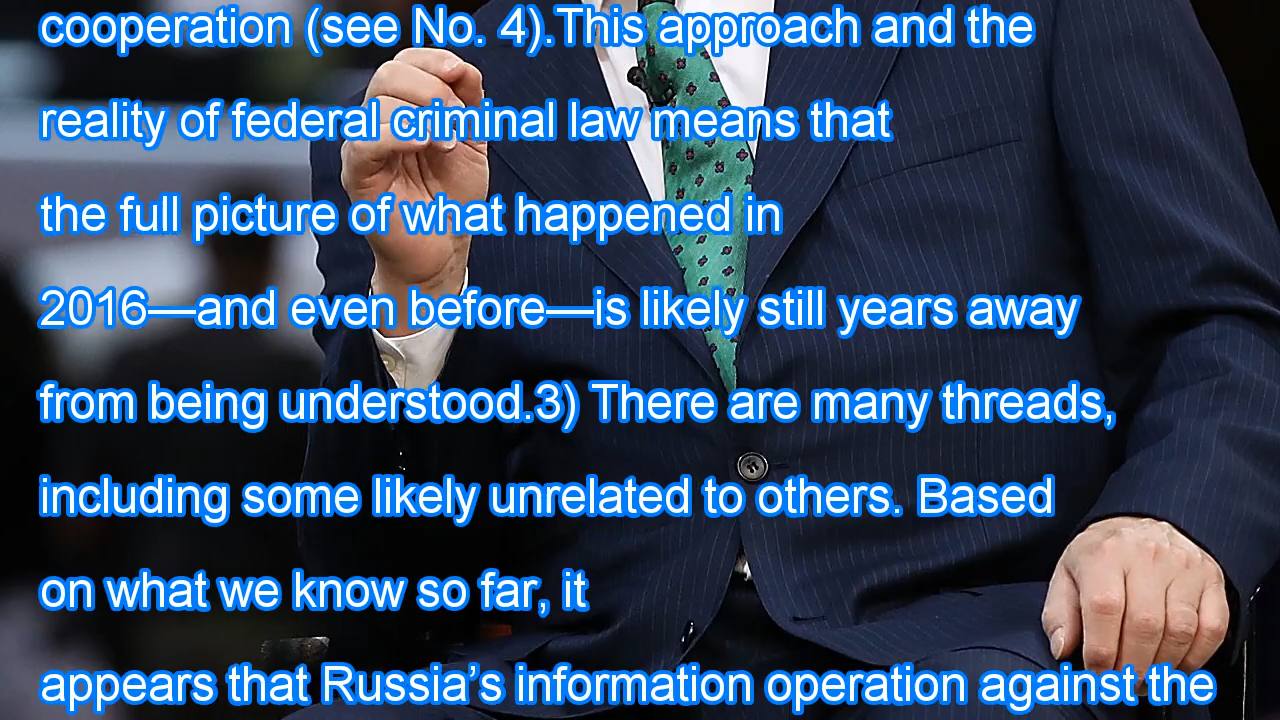 cooperation (see No. 4).This approach and the
reality of federal criminal law means that
the full picture of what happened in
2016—and even before—is likely still years away
from being understood.3) There are many threads,
including some likely unrelated to others. Based
on what we know so far, it
appears that Russia’s information operation against the